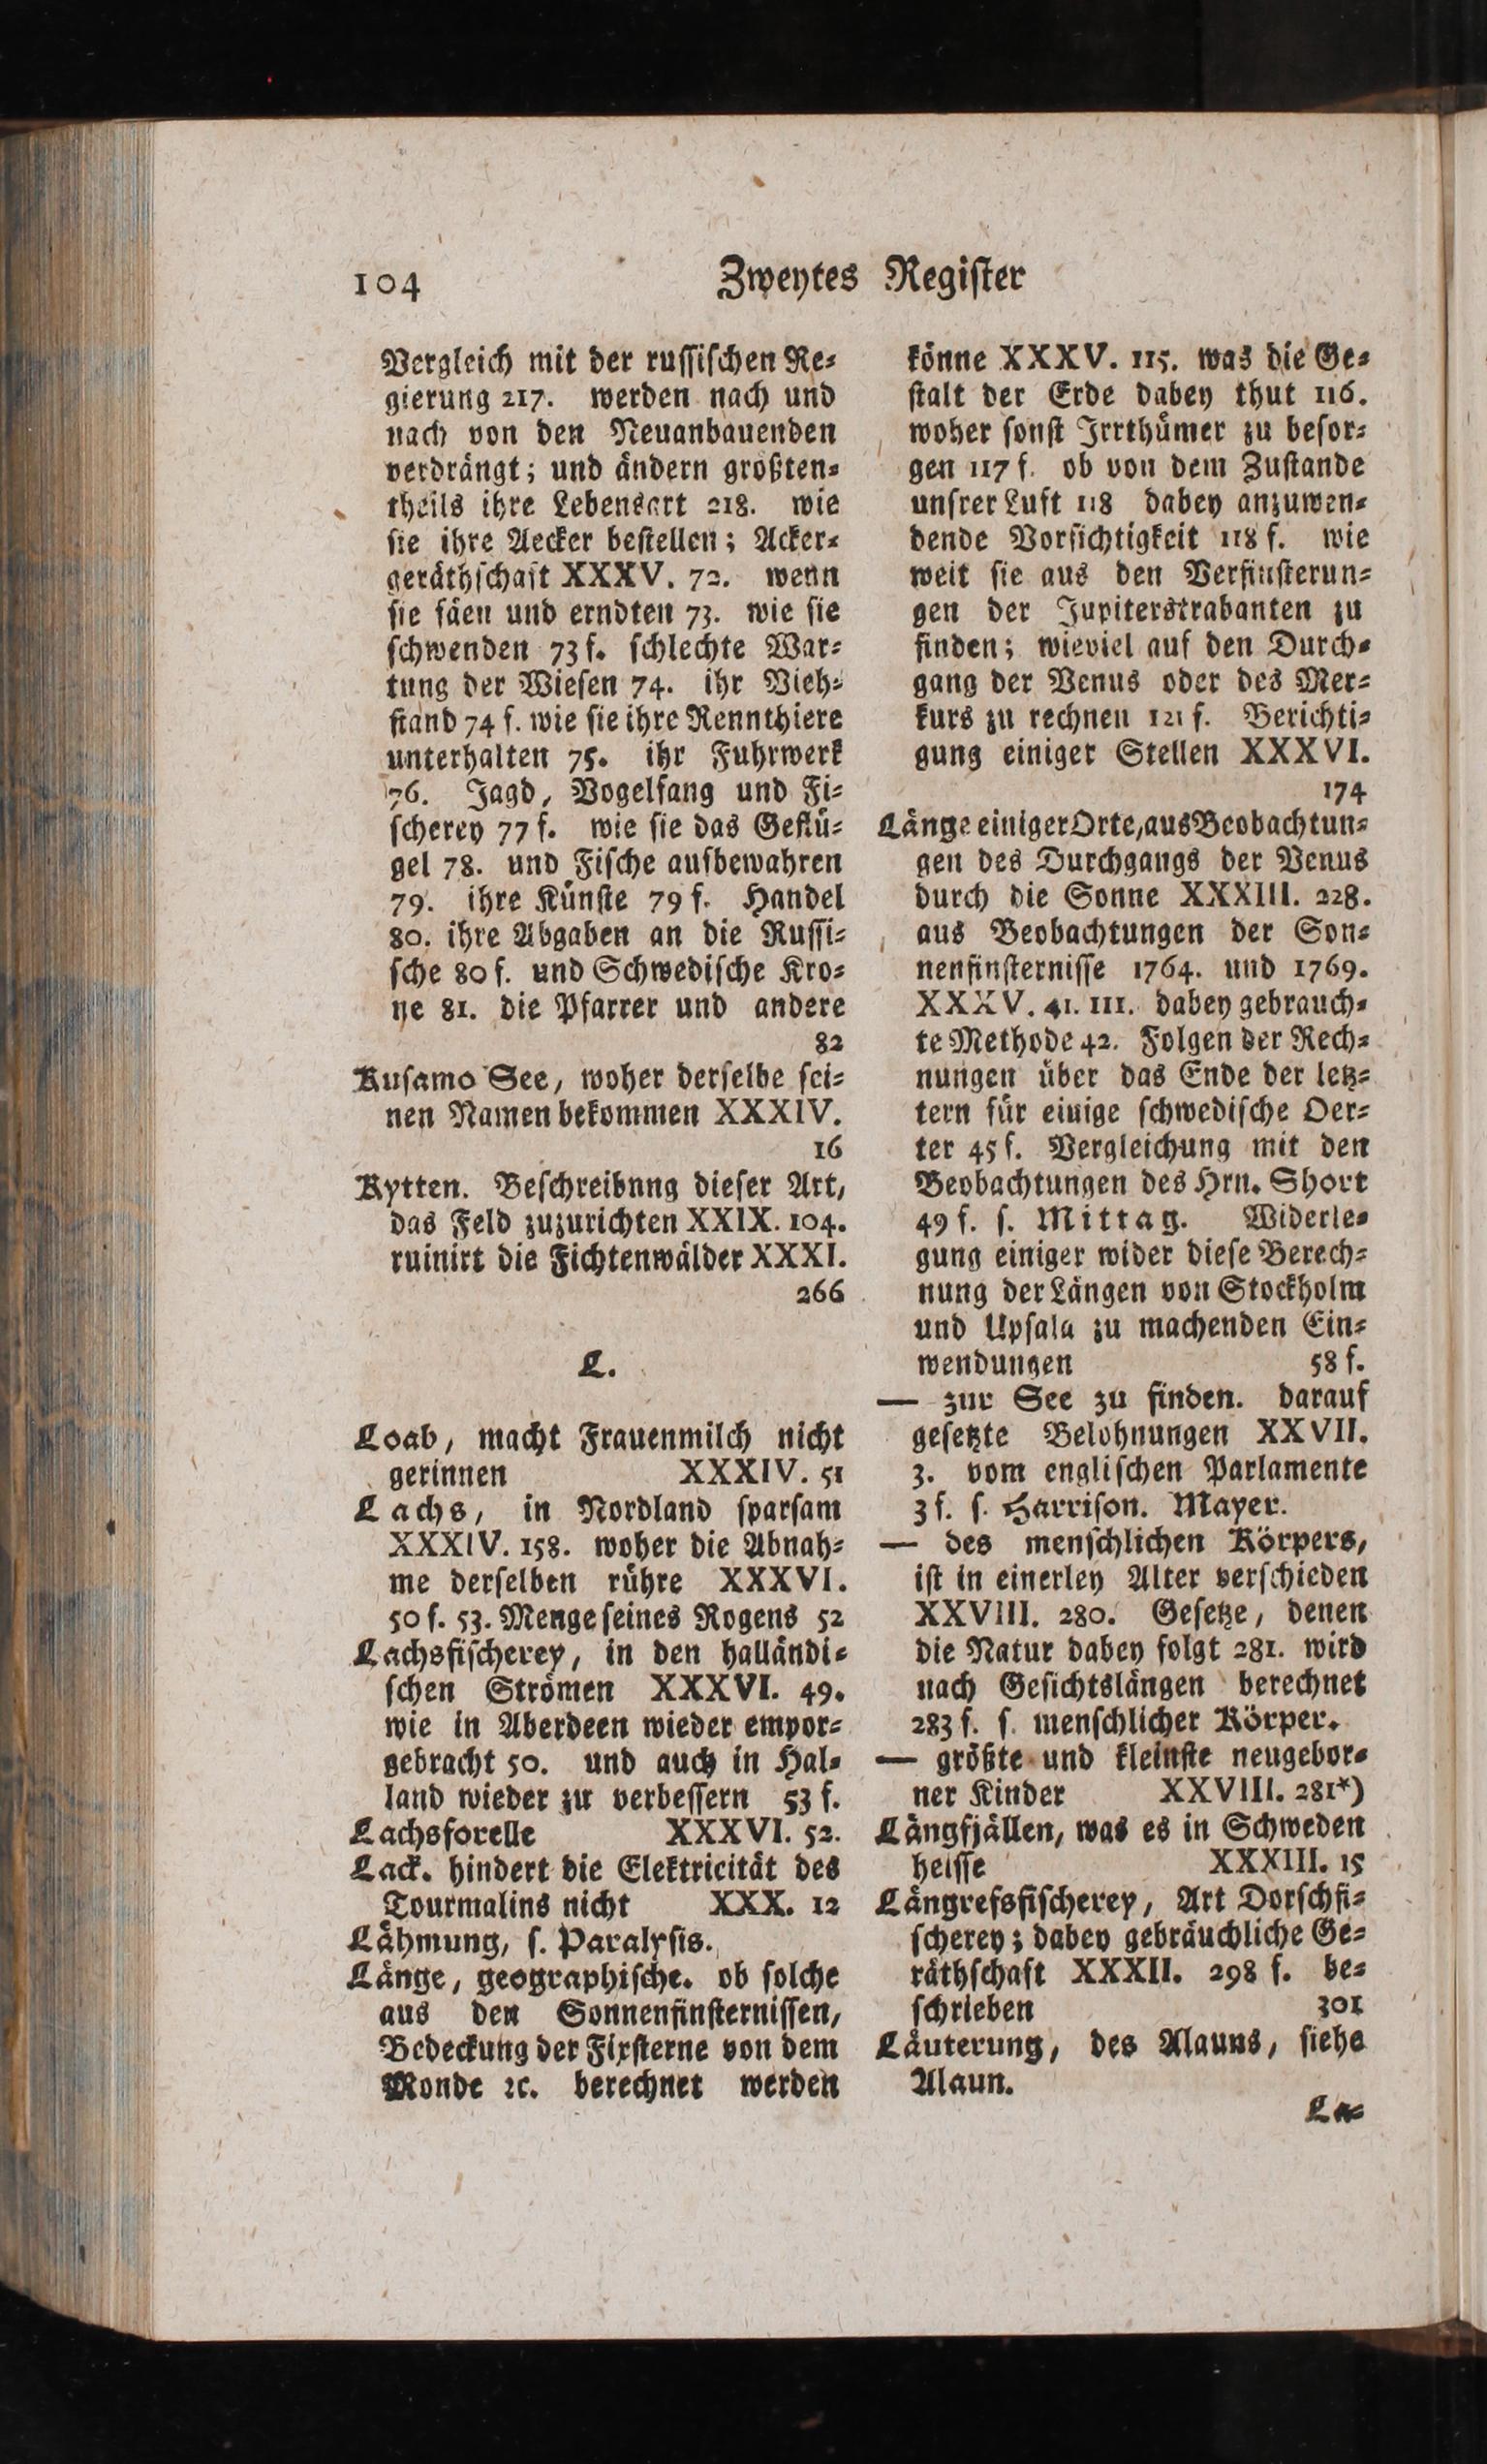 104
Zweytes Register
Vergleich mit der russischen Re-
gierung 217. werden nach und
nach von den Neuanbauenden
verdrängt; und ändern größten-
theils ihre Lebensart 218. wie
sie ihre Aecker bestellen; Acker-
geräthschaft XXXV. 72. wenn
sie säen und erndten 73. wie sie
schwenden 73 f. schlechte War-
tung der Wiesen 74. ihr Vieh-
stand 74 f. wie sie ihre Rennthiere
unterhalten 75. ihr Fuhrwerk
76. Jagd, Vogelfang und Fi-
scherey 77 f. wie sie das Geflü-
gel 78. und Fische aufbewahren
79. ihre Künste 79 f. Handel
80. ihre Abgaben an die Russi-
sche 80 f. und Schwedische Kro-
ne 81. die Pfarrer und andere
82
Kusamo See, woher derselbe sei-
nen Namen bekommen XXXIV.
16
Kytten. Beschreibnng dieser Art,
das Feld zuzurichten XXIX. 104.
ruinirt die Fichtenwälder XXXI.
266
L.
Loab, macht Frauenmilch nicht
gerinnen XXXIV. 51
Lachs, in Nordland sparsam
XXXIV. 158. woher die Abnah-
me derselben rühre XXXVI.
50 f. 53. Menge seines Rogens 52
Lachsfischerey, in den halländi-
schen Strömen XXXVI. 49.
wie in Aberdeen wieder empor-
gebracht 50. und auch in Hal-
land wieder zu verbessern 53 f.
Lachsforelle XXXVI. 52.
Lack. hindert die Elektricität des
Tourmalins nicht XXX. 12
Lähmung, s. Paralysis.
Länge, geographische. ob solche
aus den Sonnenfinsternissen,
Bedeckung der Fixsterne von dem
Monde ꝛc. berechnet werden
könne XXXV. 115. was die Ge-
stalt der Erde dabey thut 116.
woher sonst Irrthümer zu besor-
gen 117 f. ob von dem Zustande
unsrer Luft 118 dabey anzuwen-
dende Vorsichtigkeit 118 f. wie
weit sie aus den Verfinsterun-
gen der Jupiterstrabanten zu
finden; wieviel auf den Durch-
gang der Venus oder des Mer-
kurs zu rechnen 121 f. Berichti-
gung einiger Stellen XXXVI.
174
Länge einiger Orte, aus Beobachtun-
gen des Durchgangs der Venus
durch die Sonne XXXIII. 228.
aus Beobachtungen der Son-
nenfinsternisse 1764. und 1769.
XXXV. 41. 111. dabey gebrauch-
te Methode 42. Folgen der Rech-
nungen über das Ende der letz-
tern für einige schwedische Oer-
ter 45 f. Vergleichung mit den
Beobachtungen des Hrn. Short
49 f. s. Mittag. Widerle-
gung einiger wider diese Berech-
nung der Längen von Stockholm
und Upsala zu machenden Ein-
wendungen 58 f.
— zur See zu finden. darauf
gesetzte Belohnungen XXVII.
3. vom englischen Parlamente
3 f. s. Harrison. Mayer.
— des menschlichen Körpers,
ist in einerley Alter verschieden
XXVIII. 280. Gesetze, denen
die Natur dabey folgt 281. wird
nach Gesichtslängen berechnet
283 f. s. menschlicher Körper.
— größte und kleinste neugebor-
ner Kinder XXVIII. 281*)
Längfjällen, was es in Schweden
heisse XXXIII. 15
Längrefsfischerey, Art Dorschfi-
scherey; dabey gebräuchliche Ge-
räthschaft XXXII. 298 f. be-
schrieben 301
Läuterung, des Alauns, siehe
Alaun.
La-